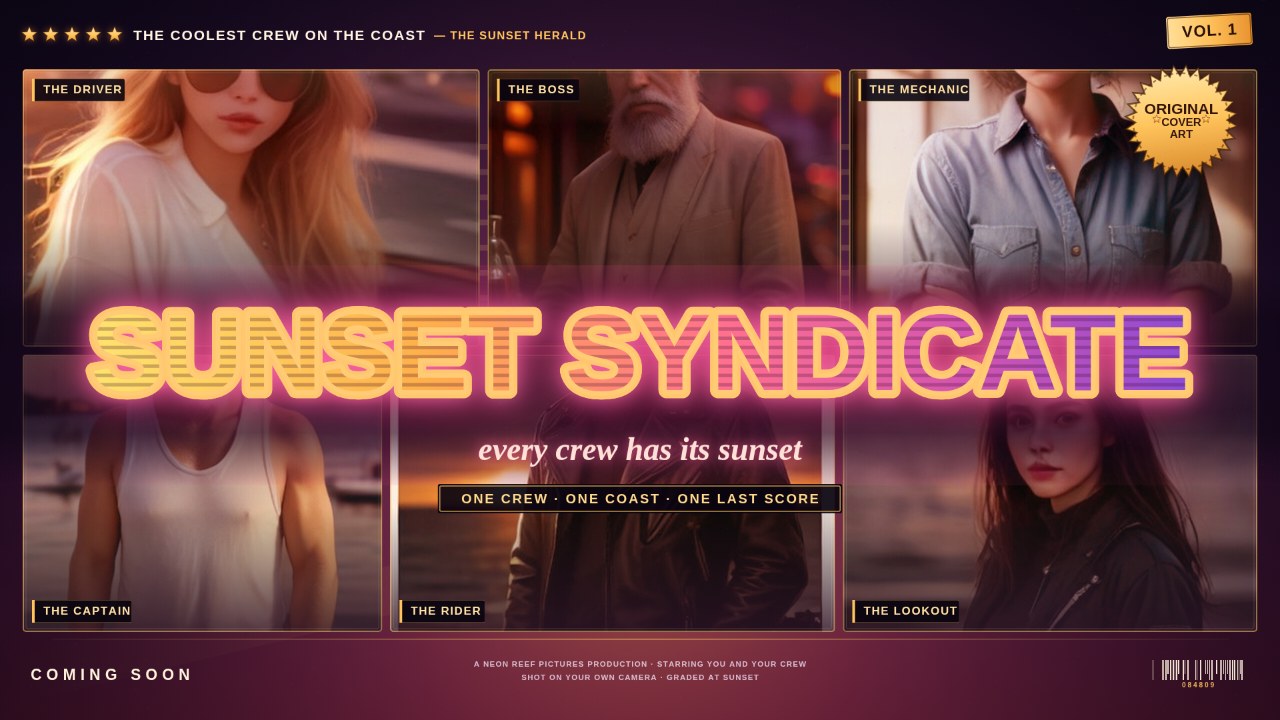 ★★★★★ THE COOLEST CREW ON THE COAST — THE SUNSET HERALD
VOL. 1
THE DRIVER
THE BOSS
THE MECHANIC
ORIGINAL
☆COVER☆
ART
SUNSET SYNDICATE
every crew has its sunset
ONE CREW · ONE COAST · ONE LAST SCORE
THE CAPTAIN
THE RIDER
THE LOOKOUT
COMING SOON
A NEON REEF PICTURES PRODUCTION · STARRING YOU AND YOUR CREW
SHOT ON YOUR OWN CAMERA · GRADED AT SUNSET
084809